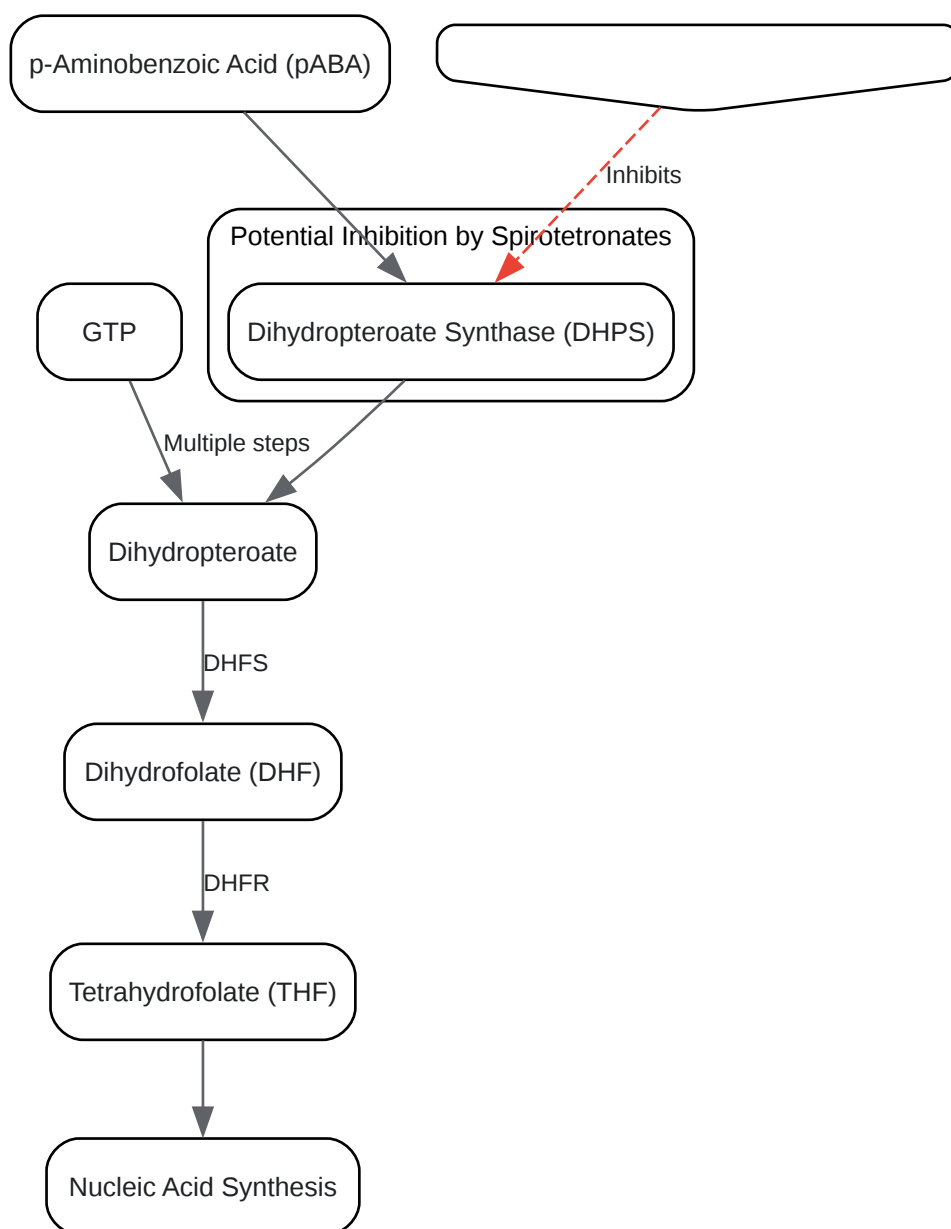 p-Aminobenzoic Acid (pABA)
Inhibits
Potential Inhibition by Spirotetronates
GTP
Dihydropteroate Synthase (DHPS)
Multiple steps
Dihydropteroate
DHFS
Dihydrofolate (DHF)
DHFR
Tetrahydrofolate (THF)
Nucleic Acid Synthesis